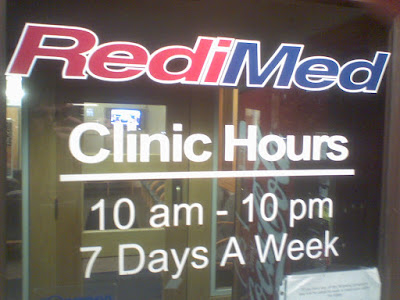 RediMed
Clinic Hours
10 am - 10 pm
7 Days A Week